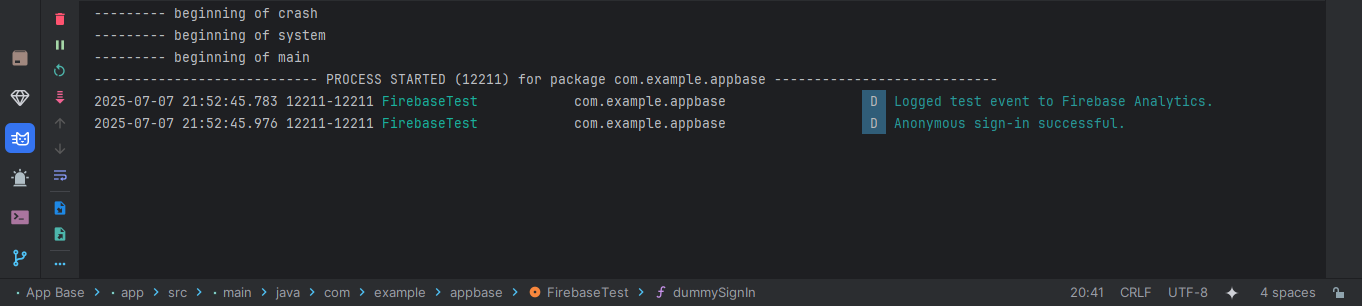 --------- beginning of crash
--------- beginning of system
--------- beginning of main
---------------------------- PROCESS STARTED (12211) for package com.example.appbase ----------------------------
2025-07-07 21:52:45.783 12211-12211 FirebaseTest com.example.appbase D Logged test event to Firebase Analytics.
2025-07-07 21:52:45.976 12211-12211 FirebaseTest com.example.appbase D Anonymous sign-in successful.
App Base > app > src > main > java > com > example > appbase > FirebaseTest > f dummySignIn 20:41 CRLF UTF-8 4 spaces